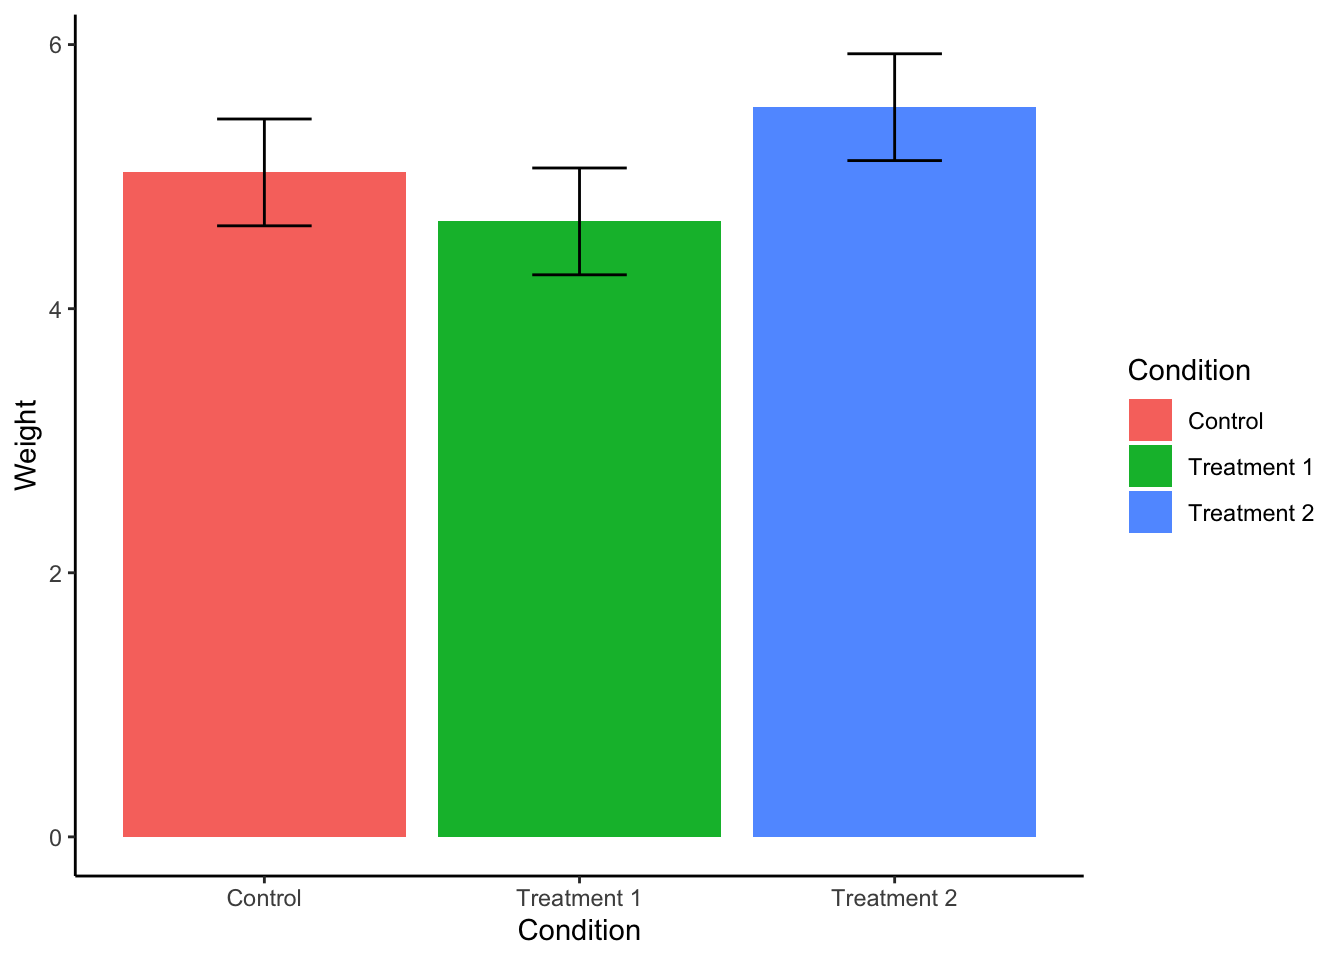 6
4
2
0
Weight
Control
Treatment 1
Treatment 2
Condition
Condition
Control
Treatment 1
Treatment 2